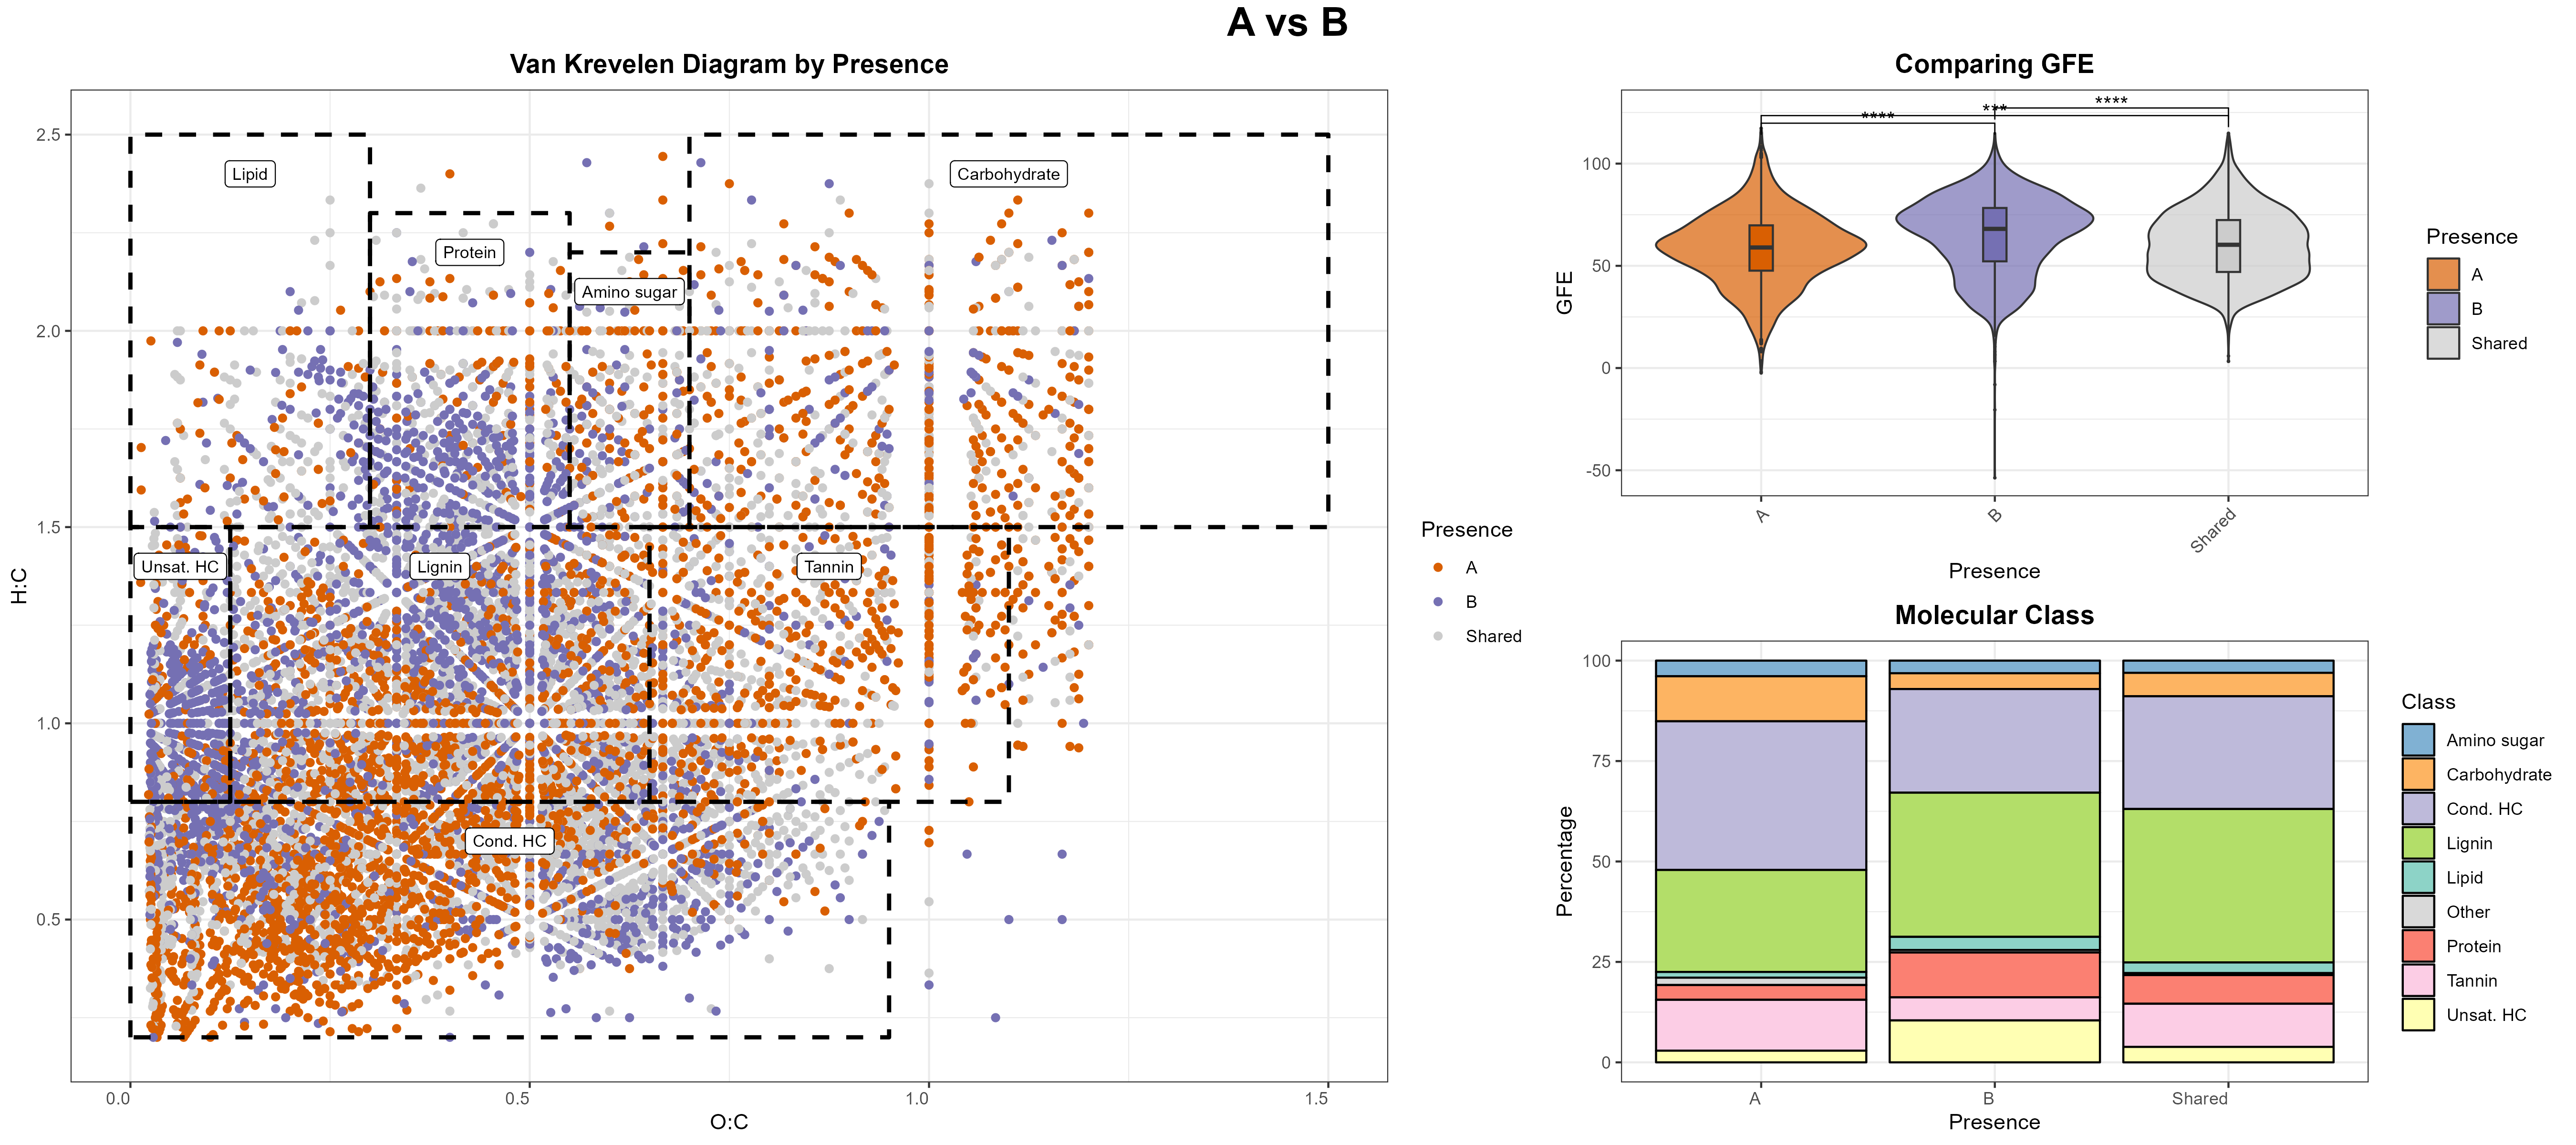 A vs B
Van Krevelen Diagram by Presence
H:C
2.5
2.0
1.5
1.0
0.5
Lipid
Carbohydrate
Protein
Amino sugar
Unsat. HC
Lignin
Tannin
Cond. HC
0.0
0.5
1.0
1.5
O:C
Presence
A
B
Shared
Comparing GFE
GFE
100
50
0
-50
****
***
****
A
B
Shared
Presence
Presence
A
B
Shared
Molecular Class
Percentage
100
75
50
25
0
A
B
Shared
Presence
Class
Amino sugar
Carbohydrate
Cond. HC
Lignin
Lipid
Other
Protein
Tannin
Unsat. HC